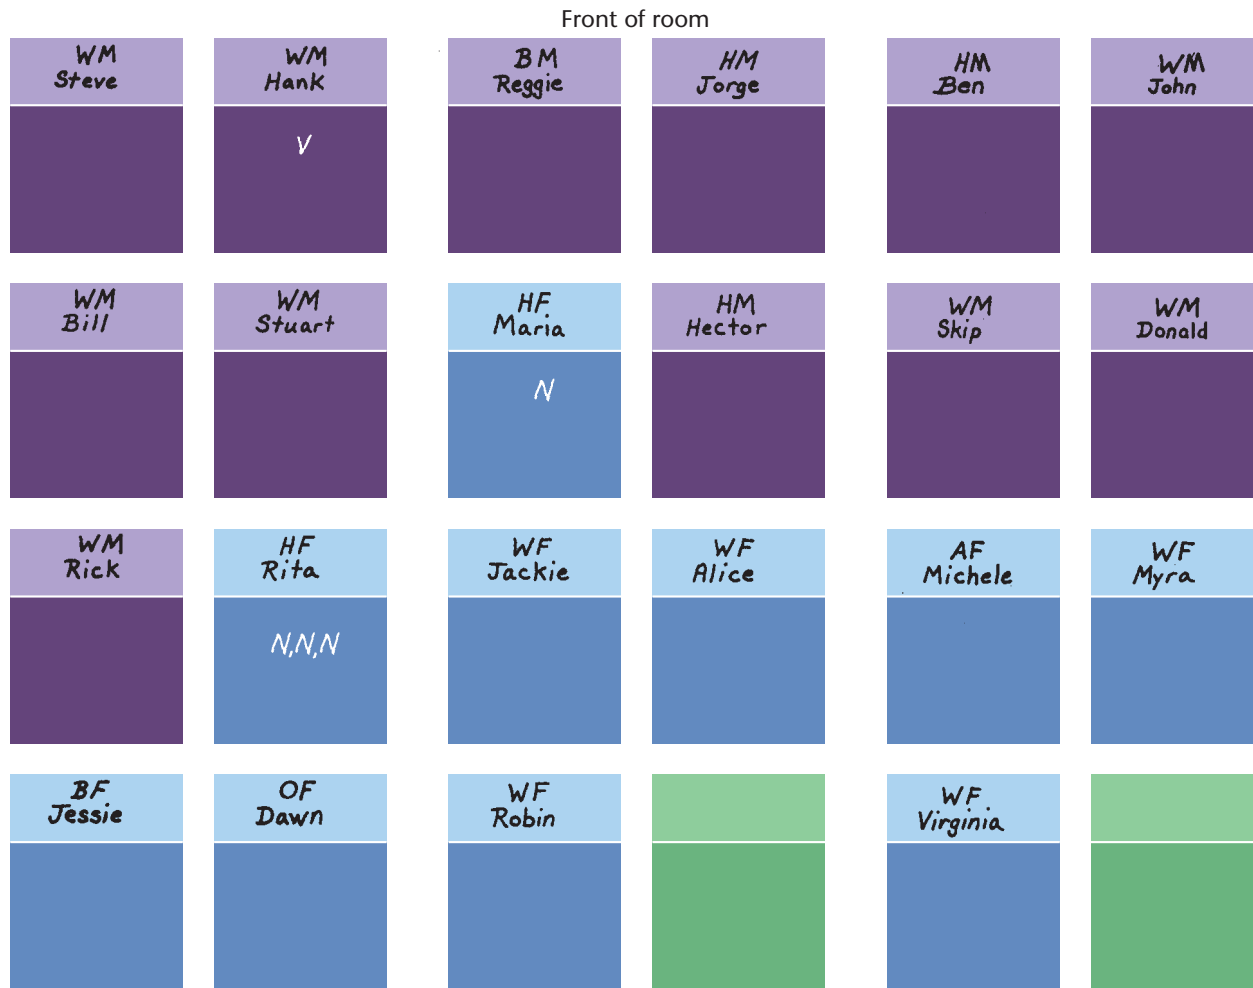 Front of room
WM
Steve
WM
Hank
V
BM
Reggie
HM
Jorge
HM
Ben
WM
John
WM
Bill
WM
Stuart
HF
Maria
N
HM
Hector
WM
Skip
WM
Donald
WM
Rick
HF
Rita
N,N,N
WF
Jackie
WF
Alice
AF
Michele
WF
Myra
BF
Jessie
OF
Dawn
WF
Robin
WF
Virginia